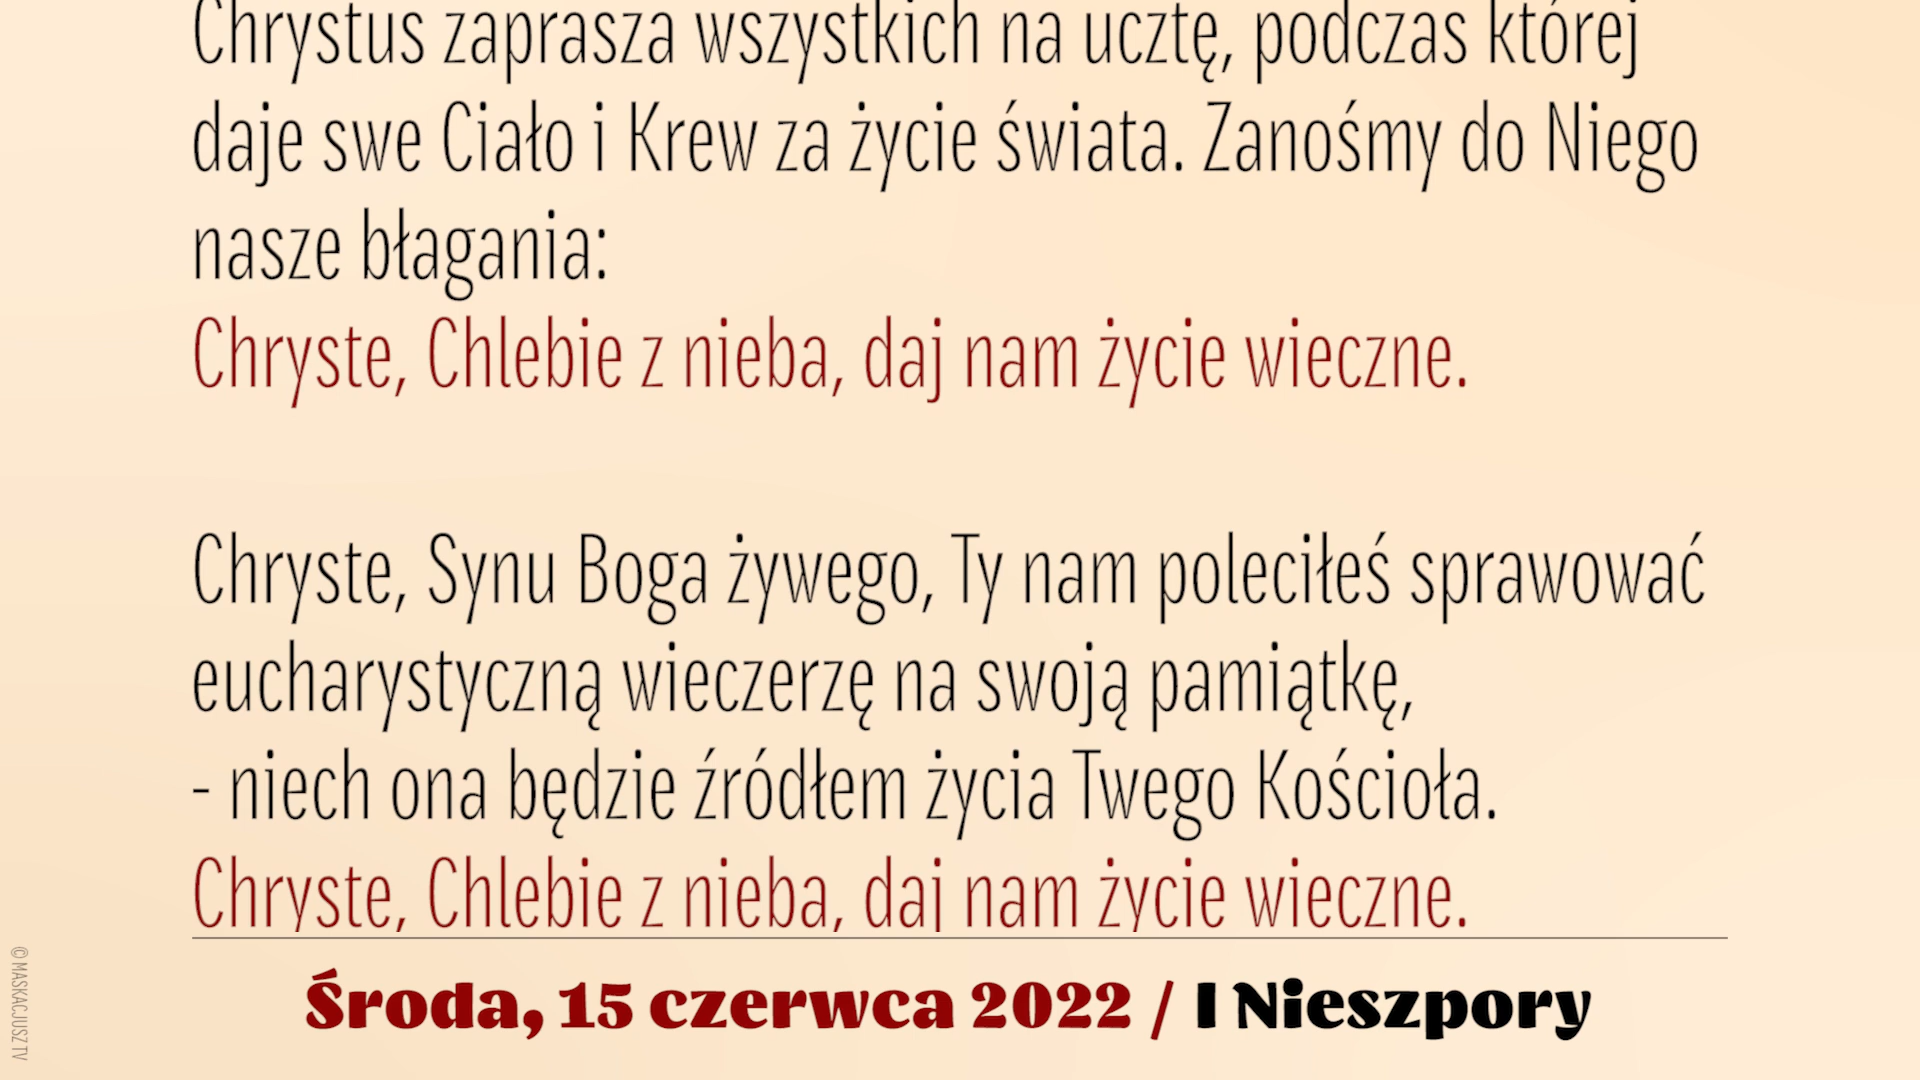 Chrystus zaprasza wszystkich na ucztę, podczas której
daje swe Ciało i Krew za życie świata. Zanośmy do Niego
nasze błagania:
Chryste, Chlebie z nieba, daj nam życie wieczne.
Chryste, Synu Boga żywego, Ty nam poleciłeś sprawować
eucharystyczną wieczerzę na swoją pamiątkę,
- niech ona będzie źródłem życia Twego Kościoła.
Chryste, Chlebie z nieba, daj nam życie wieczne.
Środa, 15 czerwca 2022 / I Nieszpory
© MASKACJUSZ TV